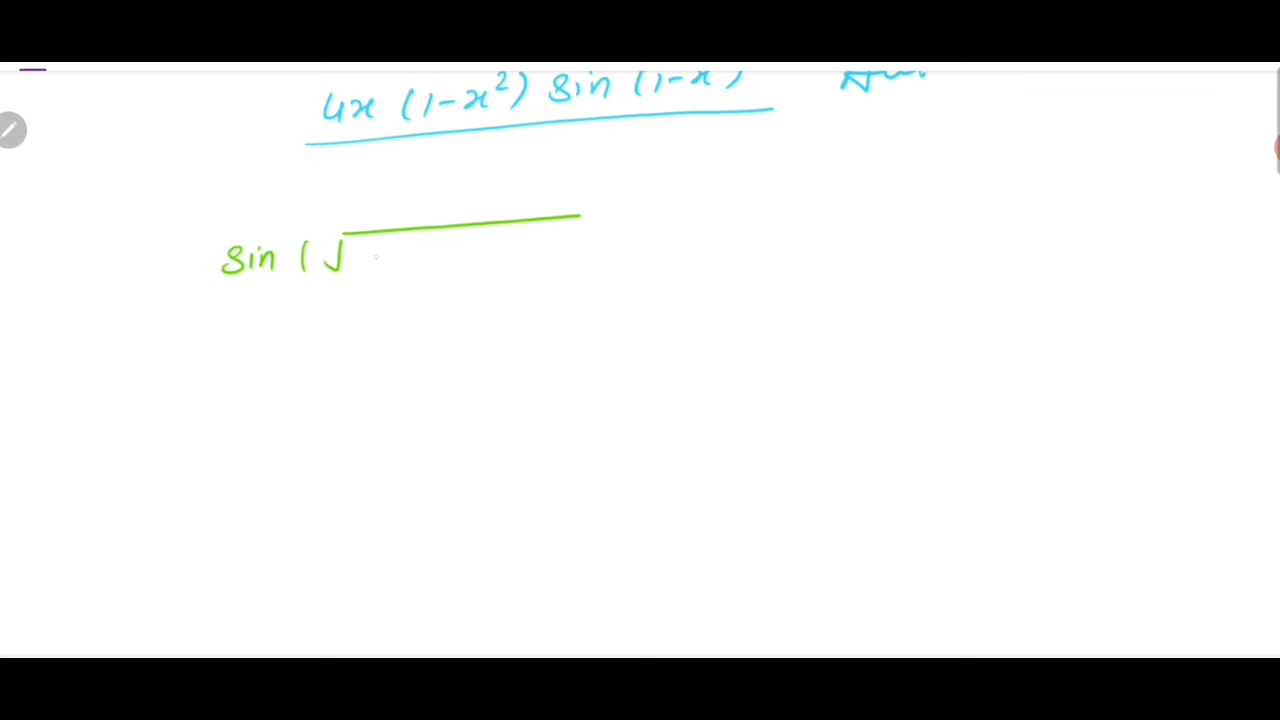 4x (1-x²) sin (1-x
sin ( √